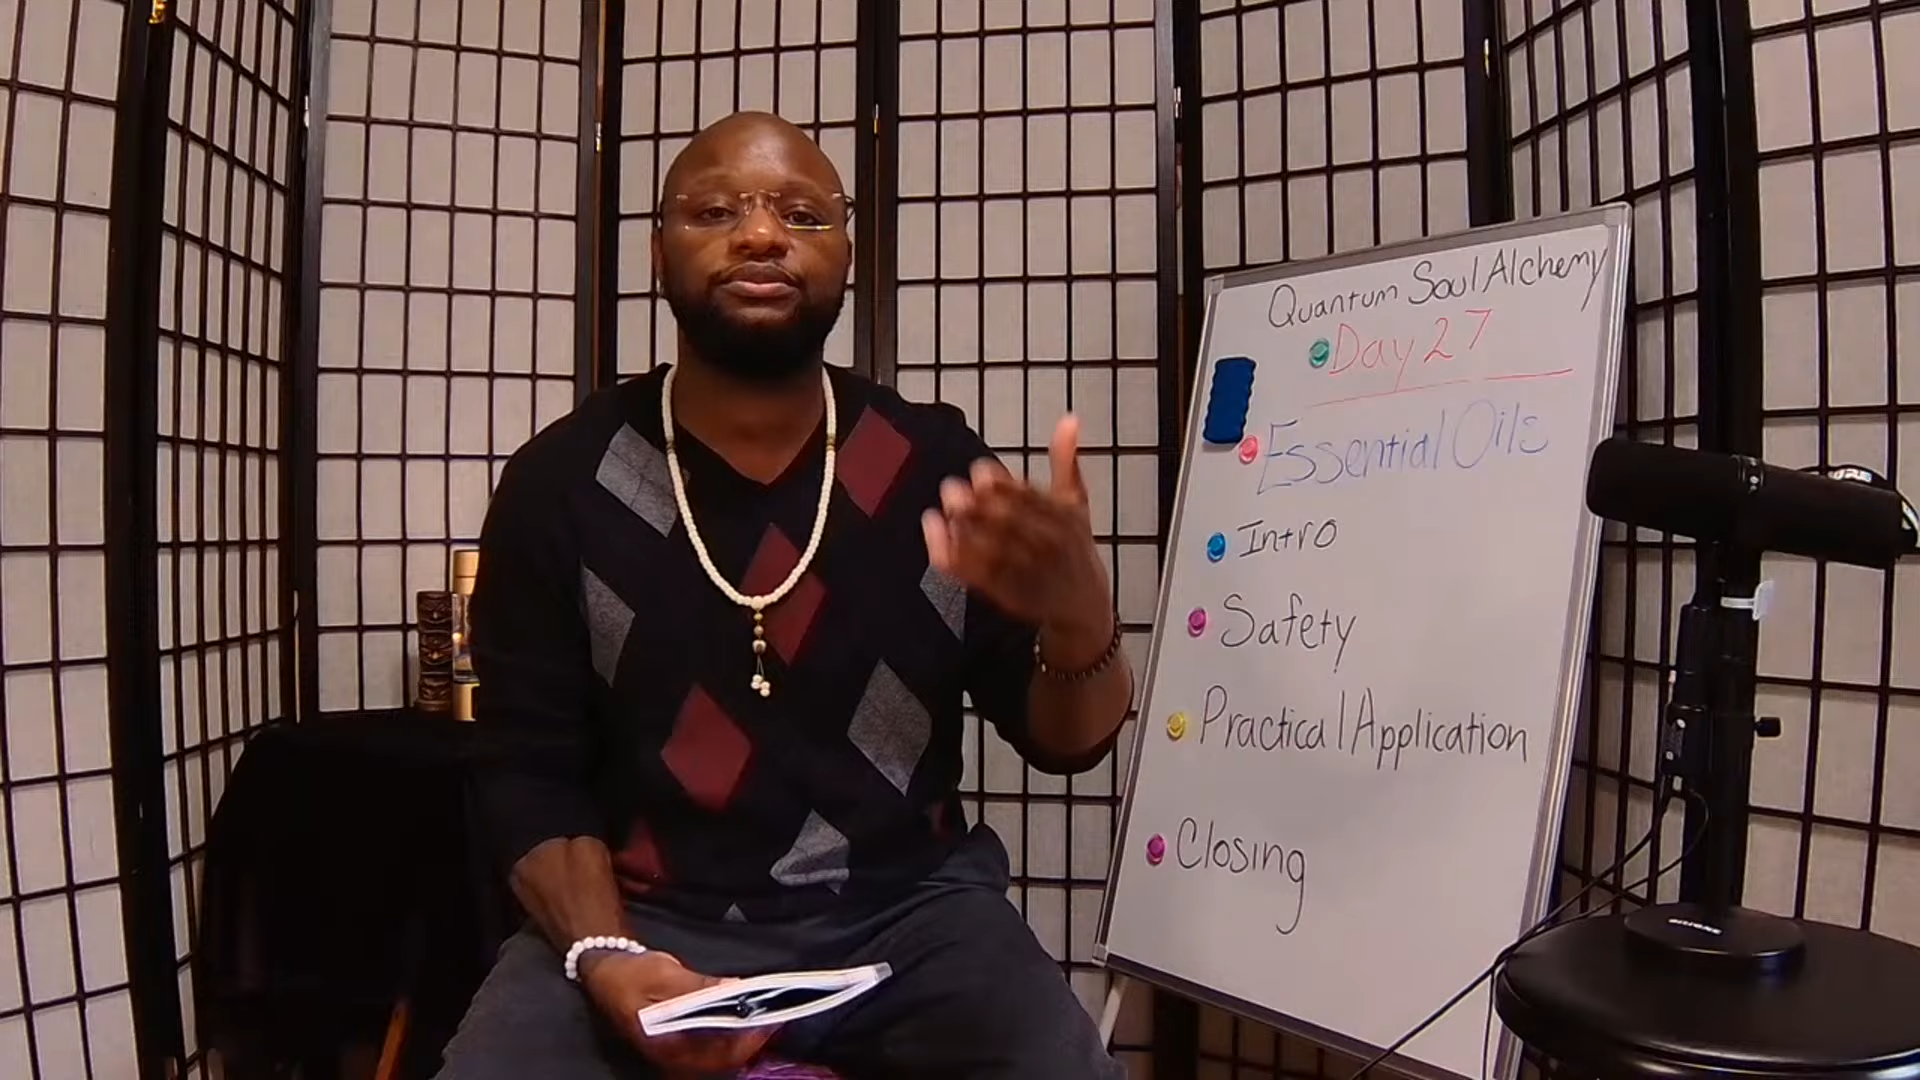 Quantum Soul Alchemy
Day 27
Essential Oils
Intro
Safety
Practical Application
Closing